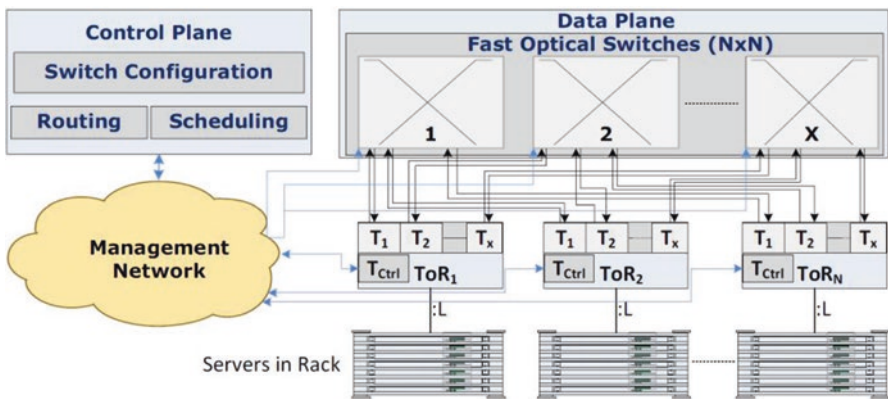 Control Plane
Switch Configuration
Routing
Scheduling
Data Plane
Fast Optical Switches (NxN)
1
2
X
Management
Network
T1
T2
Tx
TCtrl
ToR1
T1
T2
Tx
TCtrl
ToR2
T1
T2
Tx
TCtrl
ToRN
:L
:L
:L
Servers in Rack